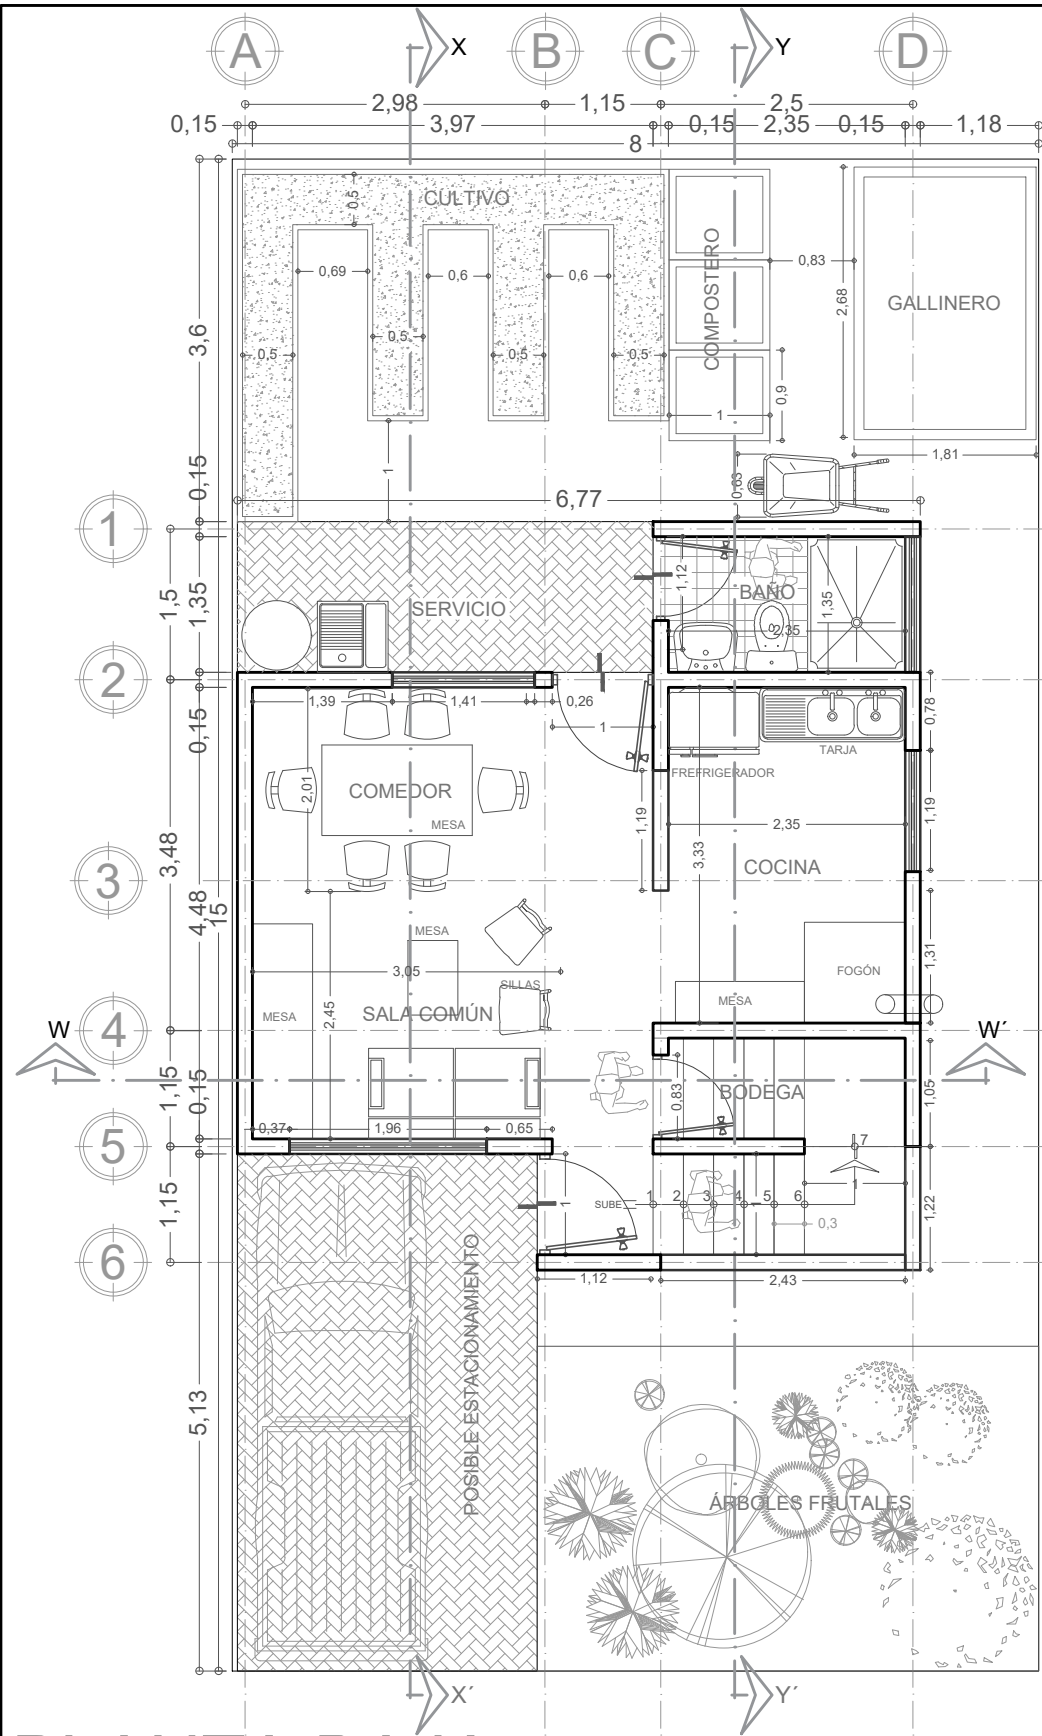 A B C D
X Y
2,98 1,15 2,5
0,15 3,97 0,15 2,35 0,15 1,18
8
CULTIVO
0,5
0,69 0,6 0,6
0,5 0,5 0,5 0,5
1
COMPOSTERO
0,83
0,9
1
GALLINERO
2,68
1,81
0,63
3,6
0,15
6,77
1
1,5
1,35
SERVICIO
1,12
BAÑO
1,35
2,35
2
0,15
1,39 1,41 0,26
1
0,78
TARJA
FREFRIGERADOR
COMEDOR
MESA
2,01
1,19
2,35
3,33
1,19
COCINA
3,48
3
4,48
15
MESA
3,05
SILLAS
SALA COMÚN
MESA
2,45
FOGÓN
MESA
1,31
4
W W´
1,15
0,15
0,83
BODEGA
1,05
5
0,37 1,96 0,65
7
1
1
SUBE
1 2 3 4 5 6
1
0,3
1,22
1,15
6
1,12 2,43
POSIBLE ESTACIONAMIENTO
5,13
ÁRBOLES FRUTALES
X´ Y´